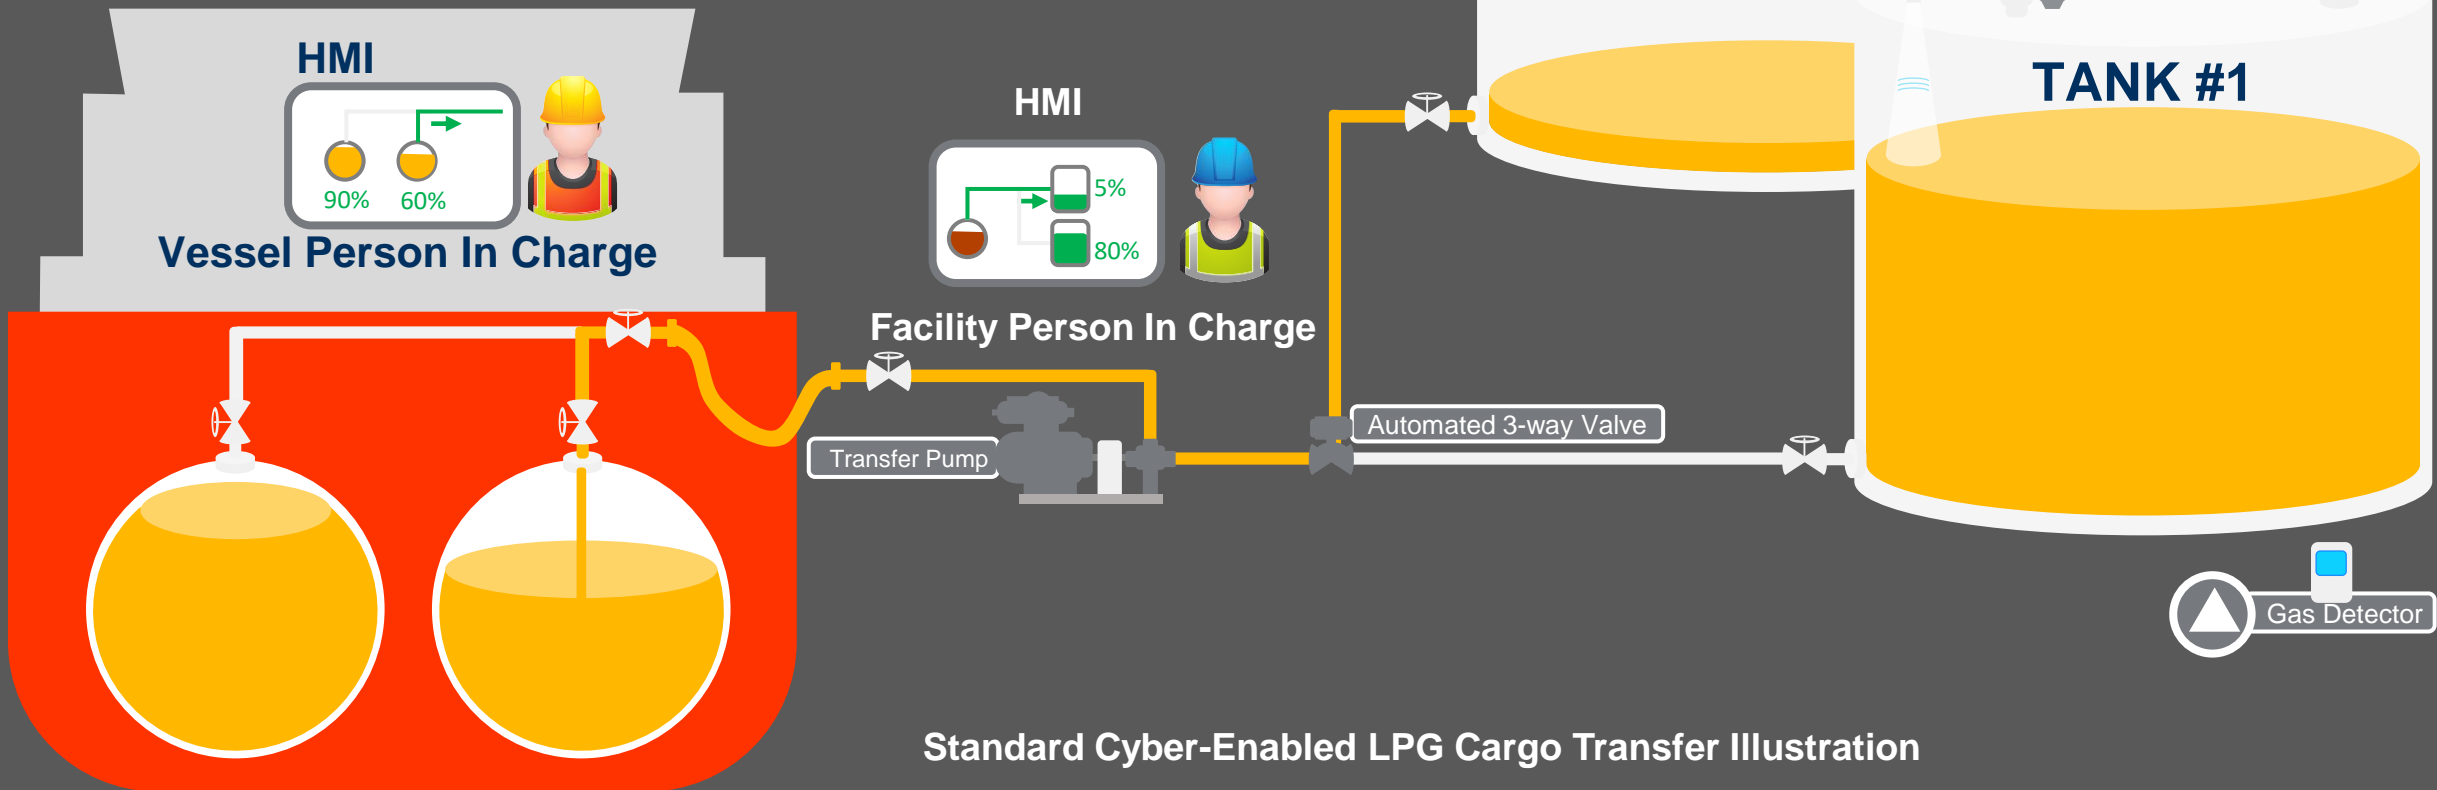 HMI
90% 60%
Vessel Person In Charge
HMI
5%
80%
Facility Person In Charge
TANK #1
Automated 3-way Valve
Transfer Pump
Gas Detector
Standard Cyber-Enabled LPG Cargo Transfer Illustration